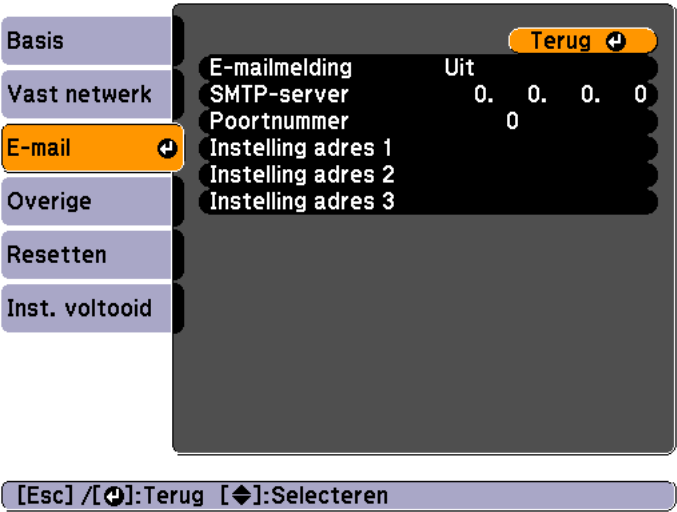 Basis
Vast netwerk
E-mail
Overige
Resetten
Inst. voltooid
Terug
E-mailmelding Uit
SMTP-server 0. 0. 0. 0
Poortnummer 0
Instelling adres 1
Instelling adres 2
Instelling adres 3
[Esc] /[⏎]:Terug [◆]:Selecteren